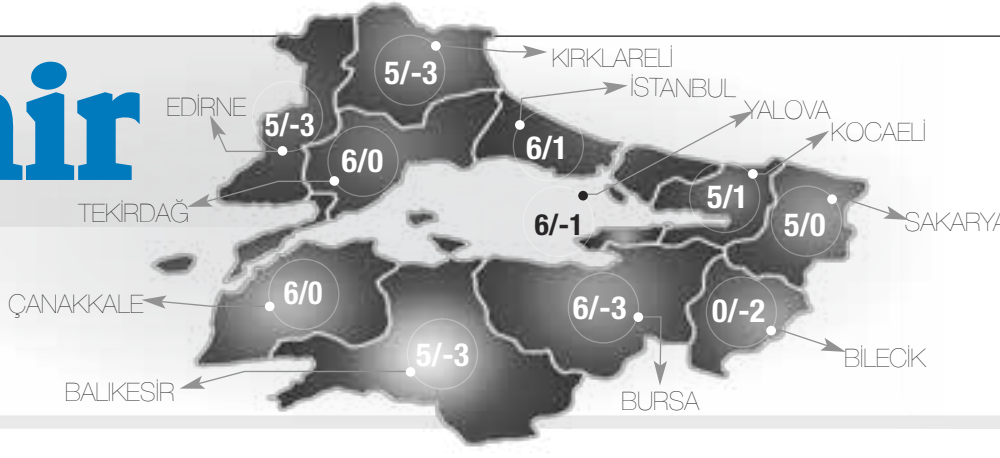 KIRKLARELİ
5/-3
İSTANBUL
EDİRNE
YALOVA
5/-3
KOCAELİ
6/1
6/0
5/1
TEKİRDAĞ
6/-1
5/0
SAKARYA
ÇANAKKALE
6/0
6/-3
0/-2
5/-3
BİLECİK
BALIKESİR
BURSA